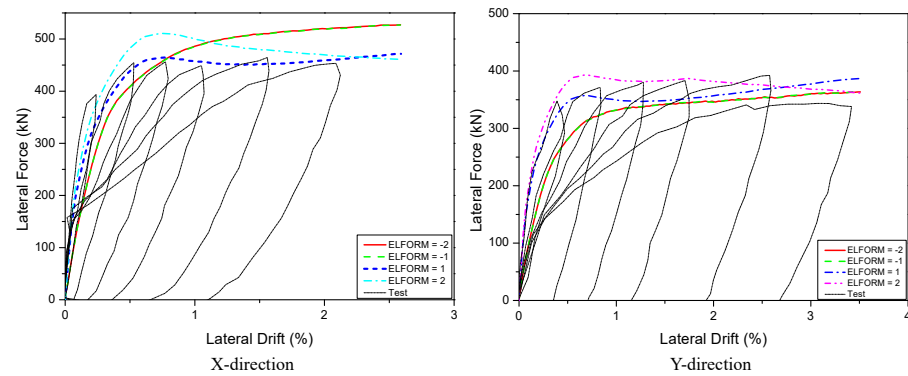 500
400
300
200
100
0
Lateral Force (kN)
0 1 2 3
Lateral Drift (%)
ELFORM = -2
ELFORM = -1
ELFORM = 1
ELFORM = 2
Test
X-direction
500
400
300
200
100
0
Lateral Force (kN)
0 1 2 3 4
Lateral Drift (%)
ELFORM = -2
ELFORM = -1
ELFORM = 1
ELFORM = 2
Test
Y-direction